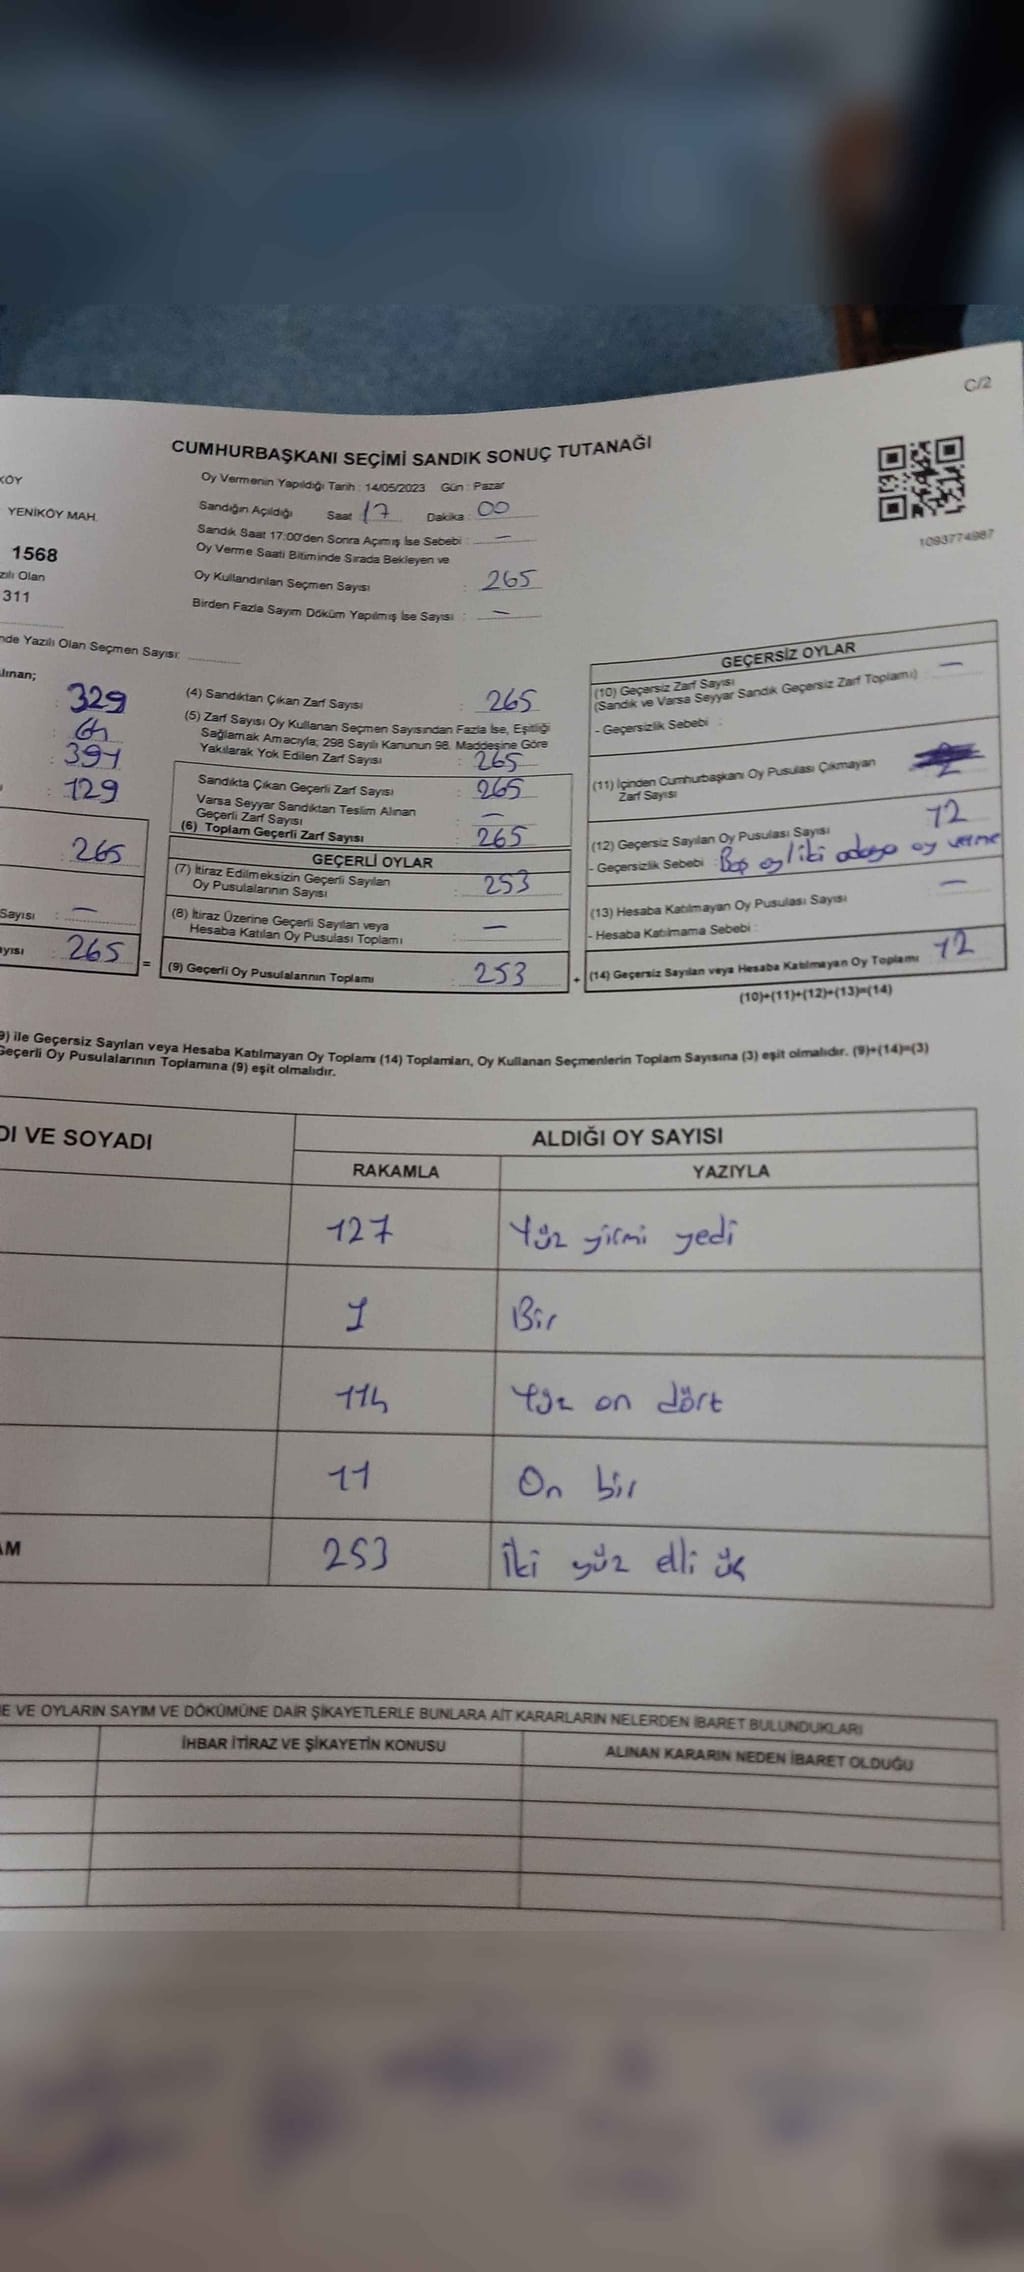 C/2
CUMHURBAŞKANI SEÇİMİ SANDIK SONUÇ TUTANAĞI
Oy Vermenin Yapıldığı Tarih : 14/05/2023 Gün : Pazar
KÖY
YENİKÖY MAH.
Sandığın Açıldığı Saat 17 Dakika : 00
1093774987
Sandık Saat 17:00'den Sonra Açımış İse Sebebi : —
1568
Oy Verme Saati Bitiminde Sırada Bekleyen ve
zılı Olan
Oy Kullandırılan Seçmen Sayısı : 265
311
Birden Fazla Sayım Döküm Yapılmış İse Sayısı : —
nde Yazılı Olan Seçmen Sayısı:
alınan;
: 329
: 394
: 129
265
Sayısı : —
ayısı : 265 =
(4) Sandıktan Çıkan Zarf Sayısı : 265
(5) Zarf Sayısı Oy Kullanan Seçmen Sayısından Fazla İse, Eşitliği
Sağlamak Amacıyla; 298 Sayılı Kanunun 98. Maddesine Göre
Yakılarak Yok Edilen Zarf Sayısı : 265
Sandıkta Çıkan Geçerli Zarf Sayısı : 265
Varsa Seyyar Sandıktan Teslim Alınan
Geçerli Zarf Sayısı : —
(6) Toplam Geçerli Zarf Sayısı : 265
GEÇERLİ OYLAR
(7) İtiraz Edilmeksizin Geçerli Sayılan
Oy Pusulalarının Sayısı : 253
(8) İtiraz Üzerine Geçerli Sayılan veya
Hesaba Katılan Oy Pusulası Toplamı : —
(9) Geçerli Oy Pusulalarının Toplamı : 253 +
GEÇERSİZ OYLAR
(10) Geçersiz Zarf Sayısı
(Sandık ve Varsa Seyyar Sandık Geçersiz Zarf Toplamı) : —
- Geçersizlik Sebebi :
(11) İçinden Cumhurbaşkanı Oy Pusulası Çıkmayan
Zarf Sayısı
(12) Geçersiz Sayılan Oy Pusulası Sayısı 12
- Geçersizlik Sebebi : Boş oy/iki adaya oy verme
(13) Hesaba Katılmayan Oy Pusulası Sayısı —
- Hesaba Katılmama Sebebi :
(14) Geçersiz Sayılan veya Hesaba Katılmayan Oy Toplamı 12
(10)+(11)+(12)+(13)=(14)
9) ile Geçersiz Sayılan veya Hesaba Katılmayan Oy Toplamı (14) Toplamları, Oy Kullanan Seçmenlerin Toplam Sayısına (3) eşit olmalıdır. (9)+(14)=(3)
Geçerli Oy Pusulalarının Toplamına (9) eşit olmalıdır.
DI VE SOYADI ALDIĞI OY SAYISI
RAKAMLA YAZIYLA
127 Yüz yirmi yedi
1 Bir
114 Yüz on dört
11 On bir
AM 253 İki yüz elli üç
E VE OYLARIN SAYIM VE DÖKÜMÜNE DAİR ŞİKAYETLERLE BUNLARA AİT KARARLARIN NELERDEN İBARET BULUNDUKLARI
İHBAR İTİRAZ VE ŞİKAYETİN KONUSU ALINAN KARARIN NEDEN İBARET OLDUĞU